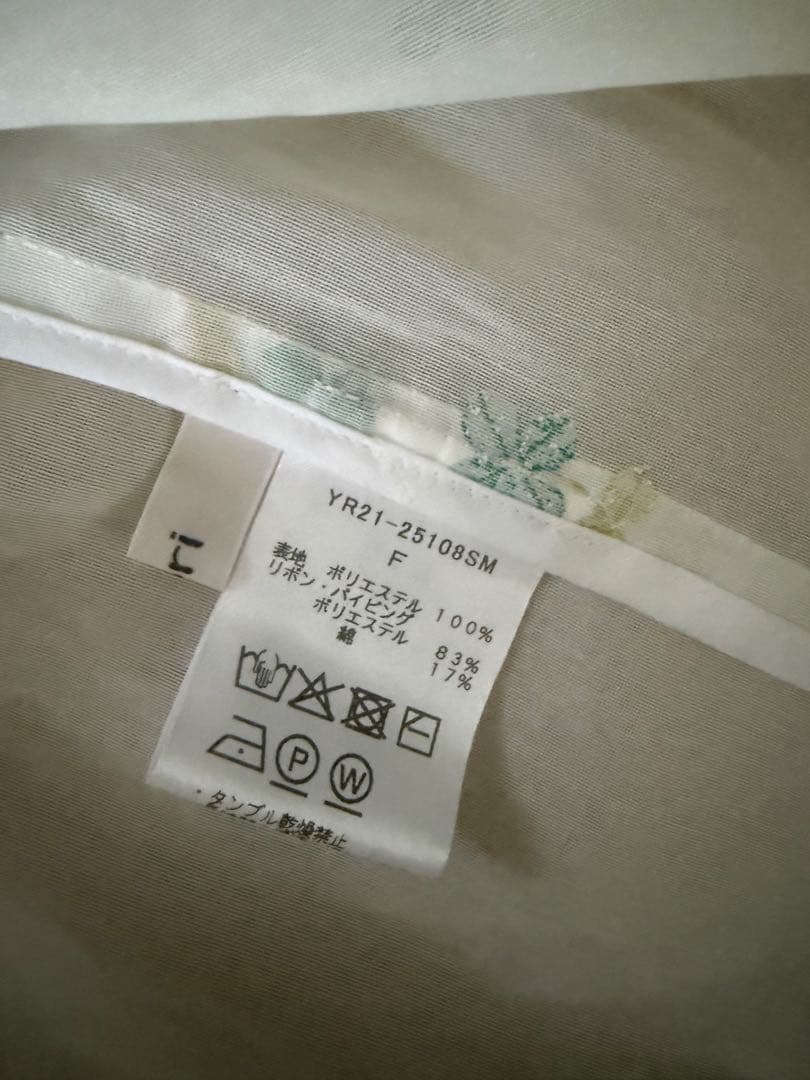 YR21-25108SM
F
表地 ポリエステル 100%
リボン・パイピング
ポリエステル 83%
綿 17%
P W
・タンブル乾燥禁止
ri